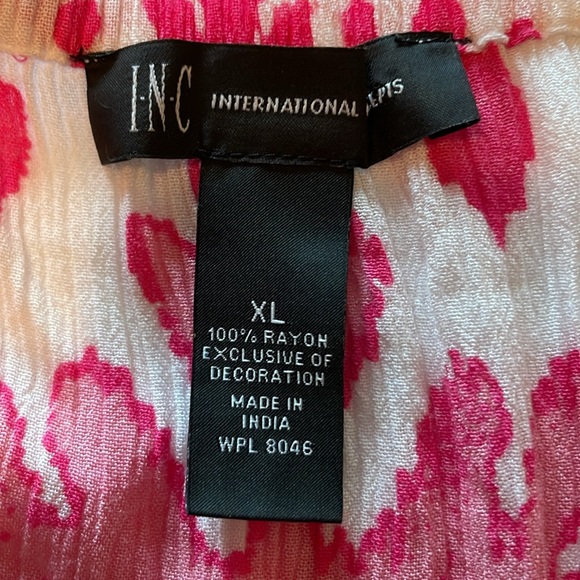 I·N·C INTERNATIONAL
XL
100% RAYON
EXCLUSIVE OF
DECORATION
MADE IN
INDIA
WPL 8046